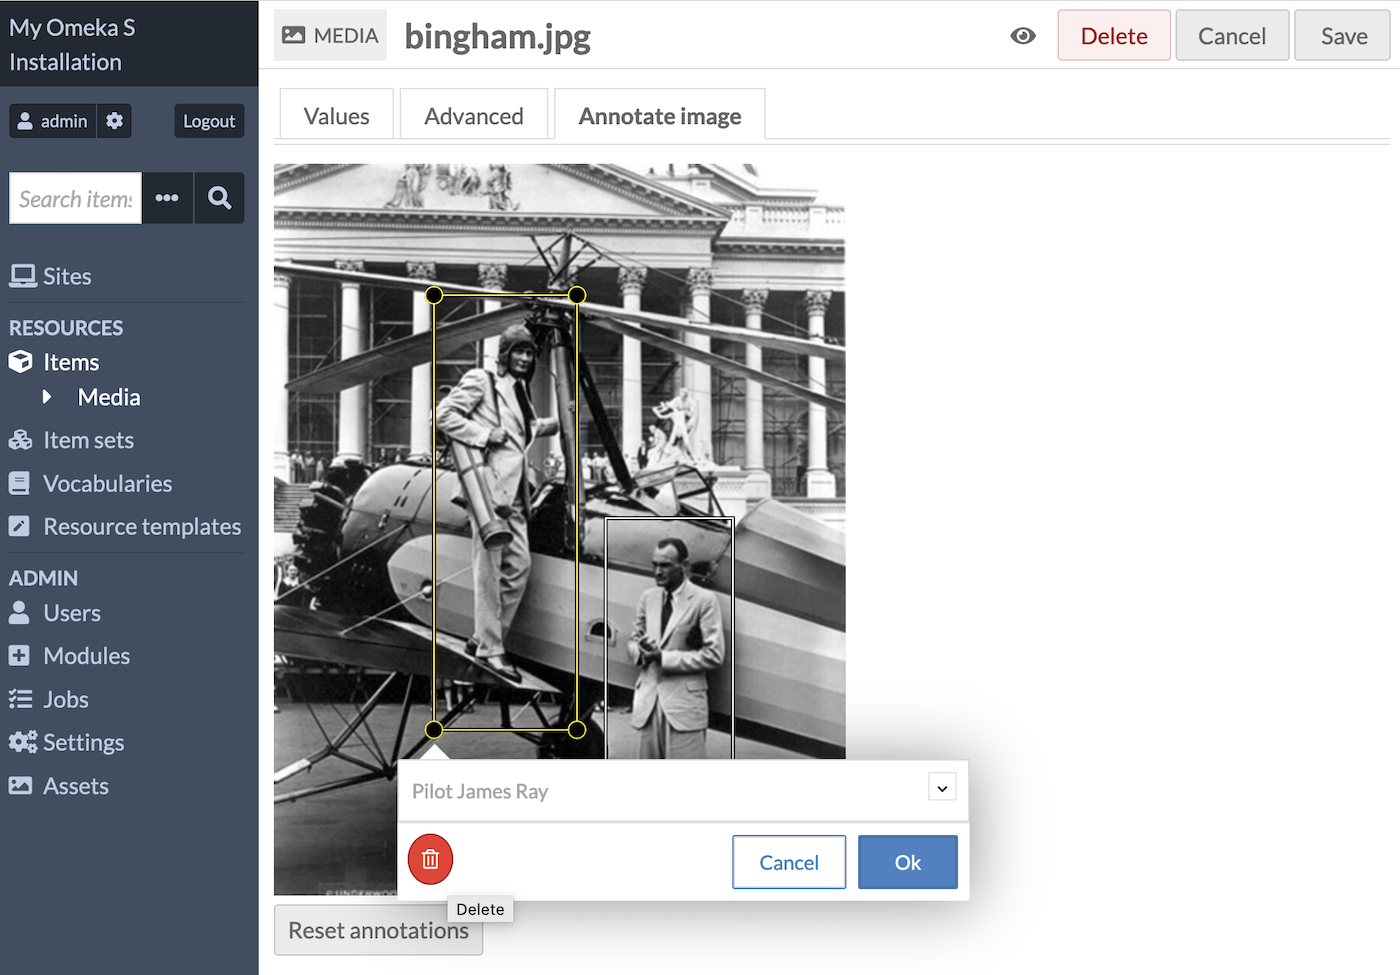 My Omeka S
Installation
admin
Logout
Search items
Sites
RESOURCES
Items
Media
Item sets
Vocabularies
Resource templates
ADMIN
Users
Modules
Jobs
Settings
Assets
MEDIA
bingham.jpg
Delete
Cancel
Save
Values
Advanced
Annotate image
Pilot James Ray
Cancel
Ok
Delete
Reset annotations